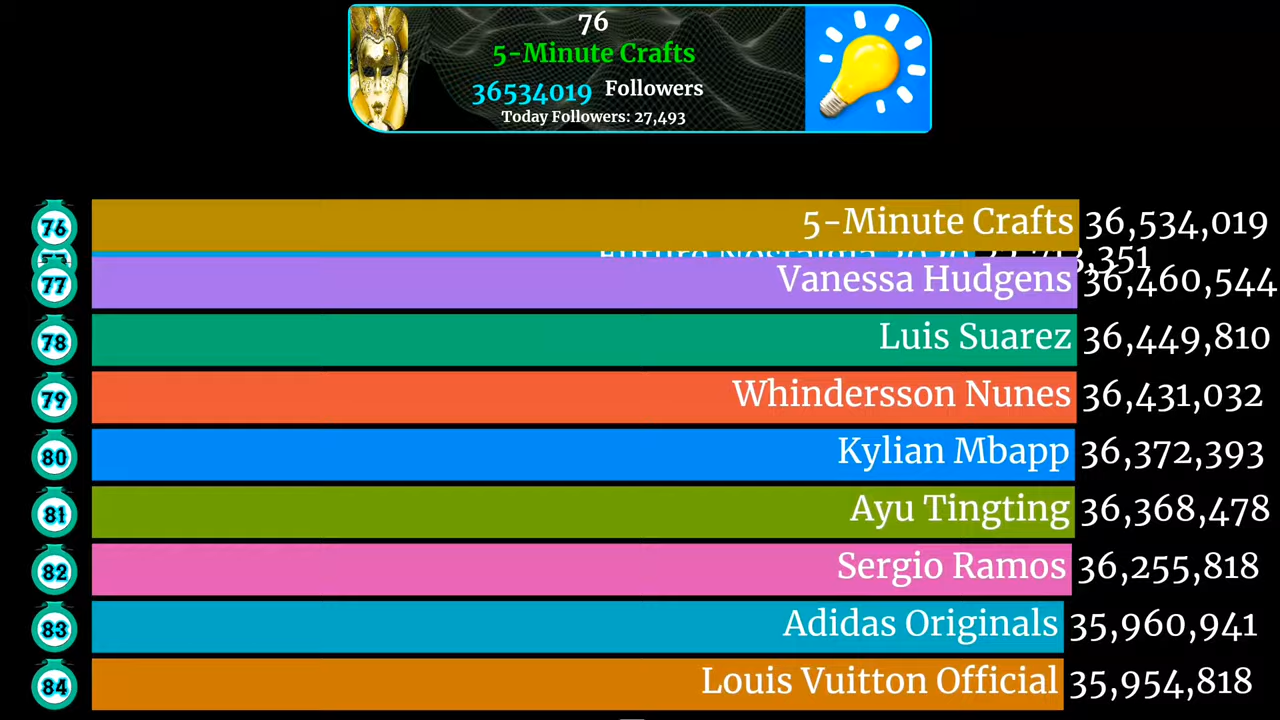 76
5-Minute Crafts
36534019 Followers
Today Followers: 27,493
76 5-Minute Crafts 36,534,019
77 Vanessa Hudgens 36,460,544
78 Luis Suarez 36,449,810
79 Whindersson Nunes 36,431,032
80 Kylian Mbapp 36,372,393
81 Ayu Tingting 36,368,478
82 Sergio Ramos 36,255,818
83 Adidas Originals 35,960,941
84 Louis Vuitton Official 35,954,818